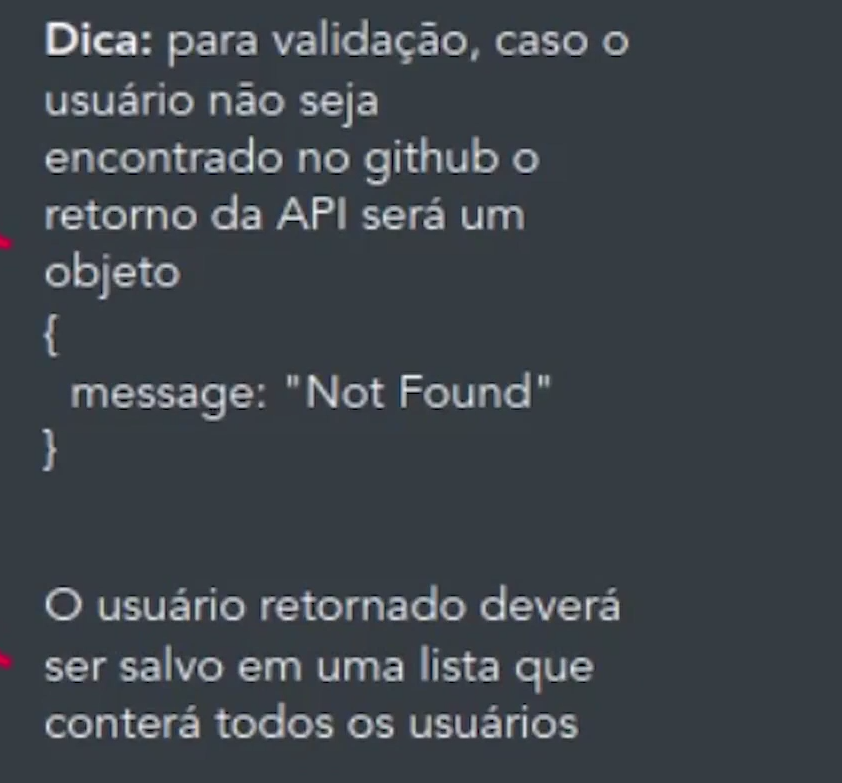 Dica: para validação, caso o
usuário não seja
encontrado no github o
retorno da API será um
objeto
{
message: "Not Found"
}
O usuário retornado deverá
ser salvo em uma lista que
conterá todos os usuários